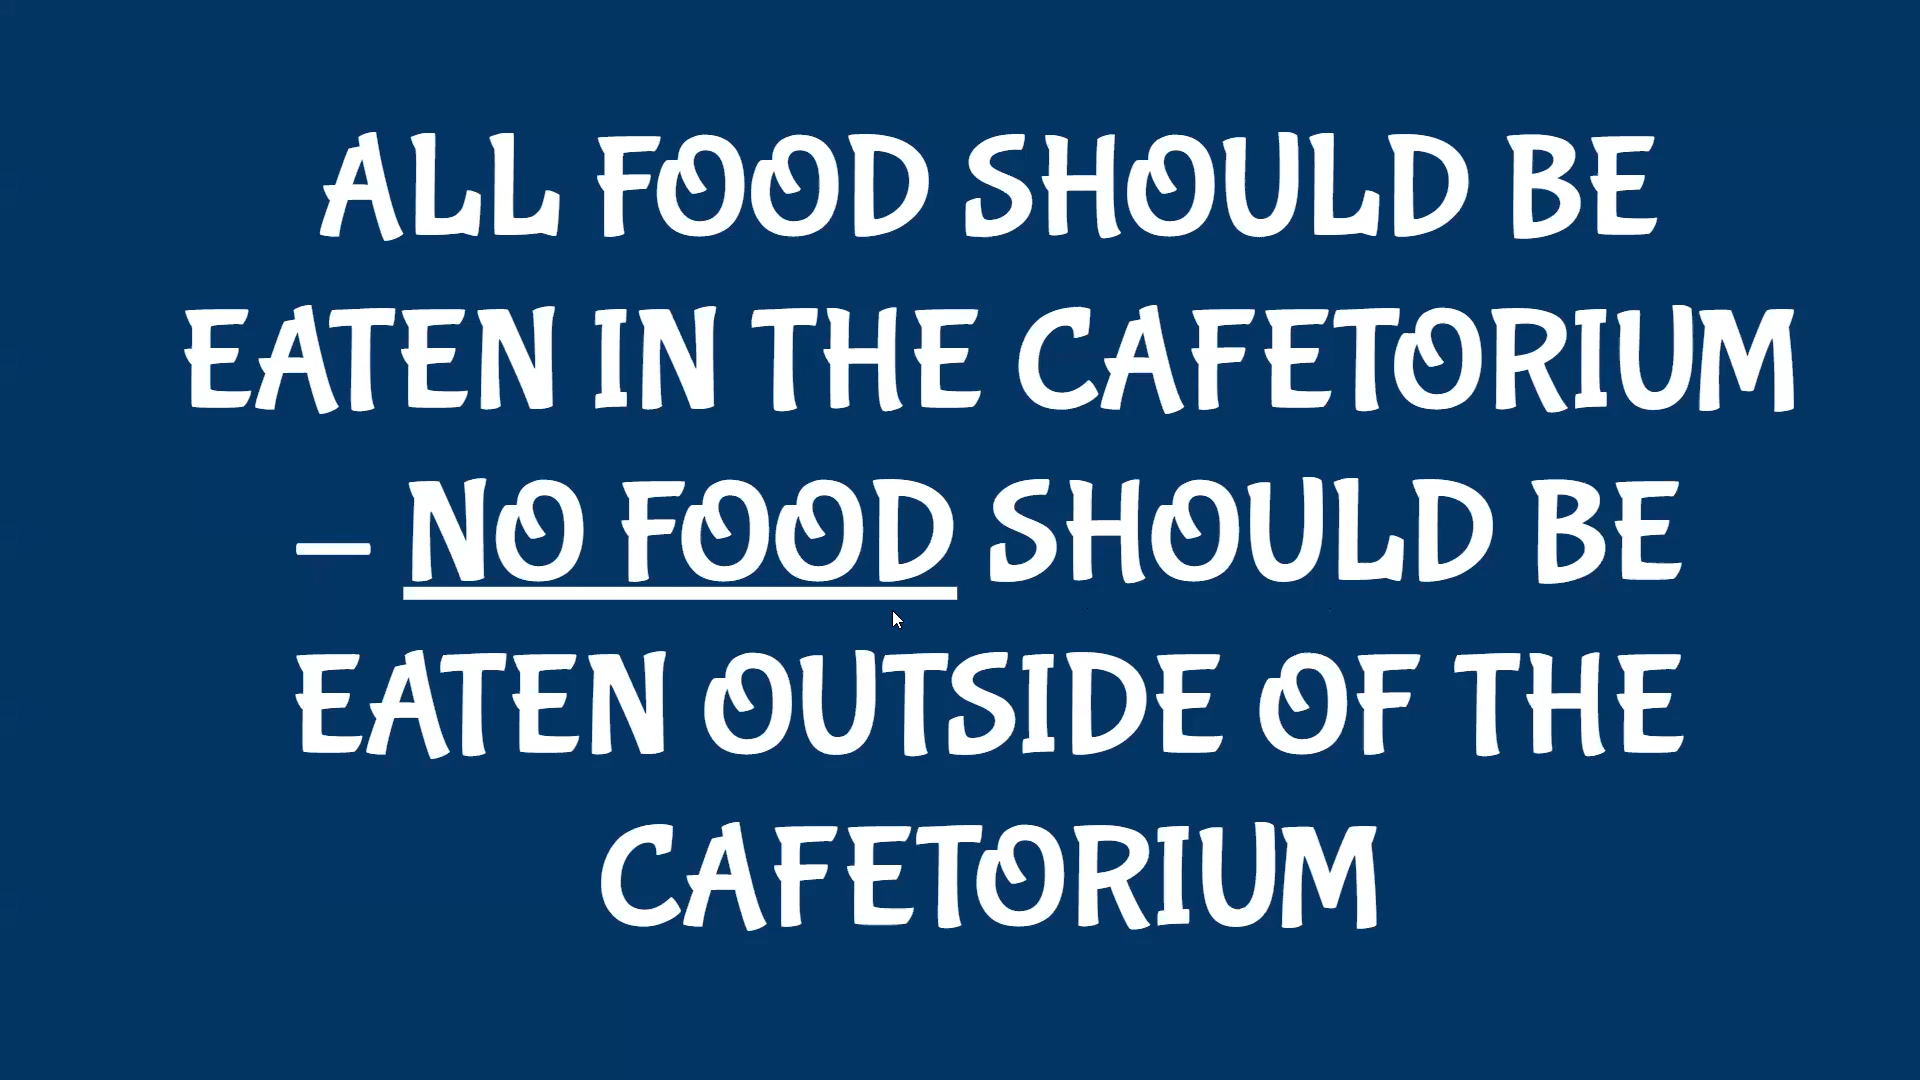 ALL FOOD SHOULD BE
EATEN IN THE CAFETORIUM
– NO FOOD SHOULD BE
EATEN OUTSIDE OF THE
CAFETORIUM